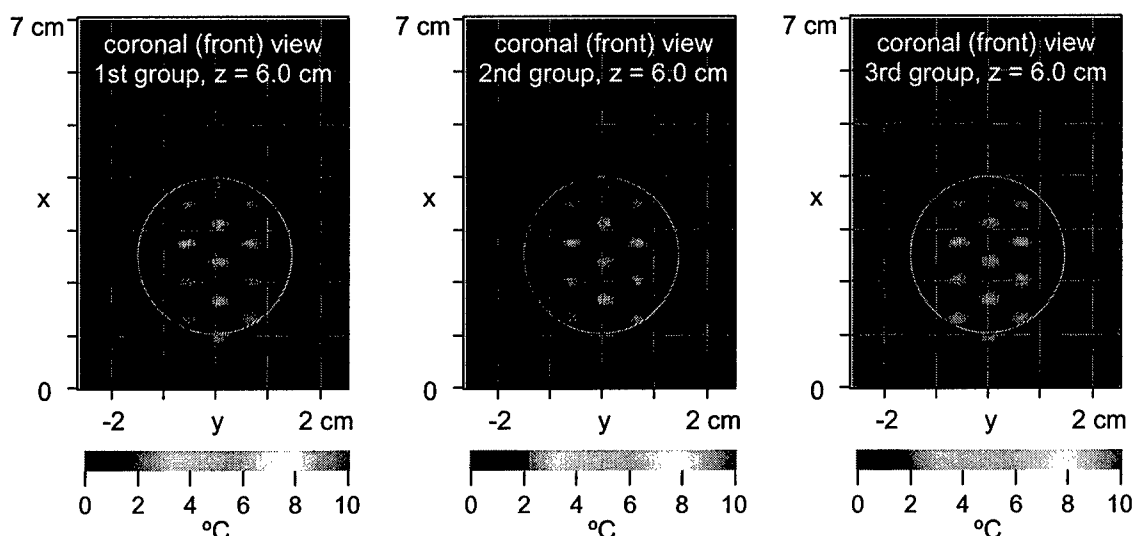 7 cm
coronal (front) view
1st group, z = 6.0 cm
x
0
-2 y 2 cm
0 2 4 6 8 10
ºC
7 cm
coronal (front) view
2nd group, z = 6.0 cm
x
0
-2 y 2 cm
0 2 4 6 8 10
ºC
7 cm
coronal (front) view
3rd group, z = 6.0 cm
x
0
-2 y 2 cm
0 2 4 6 8 10
ºC